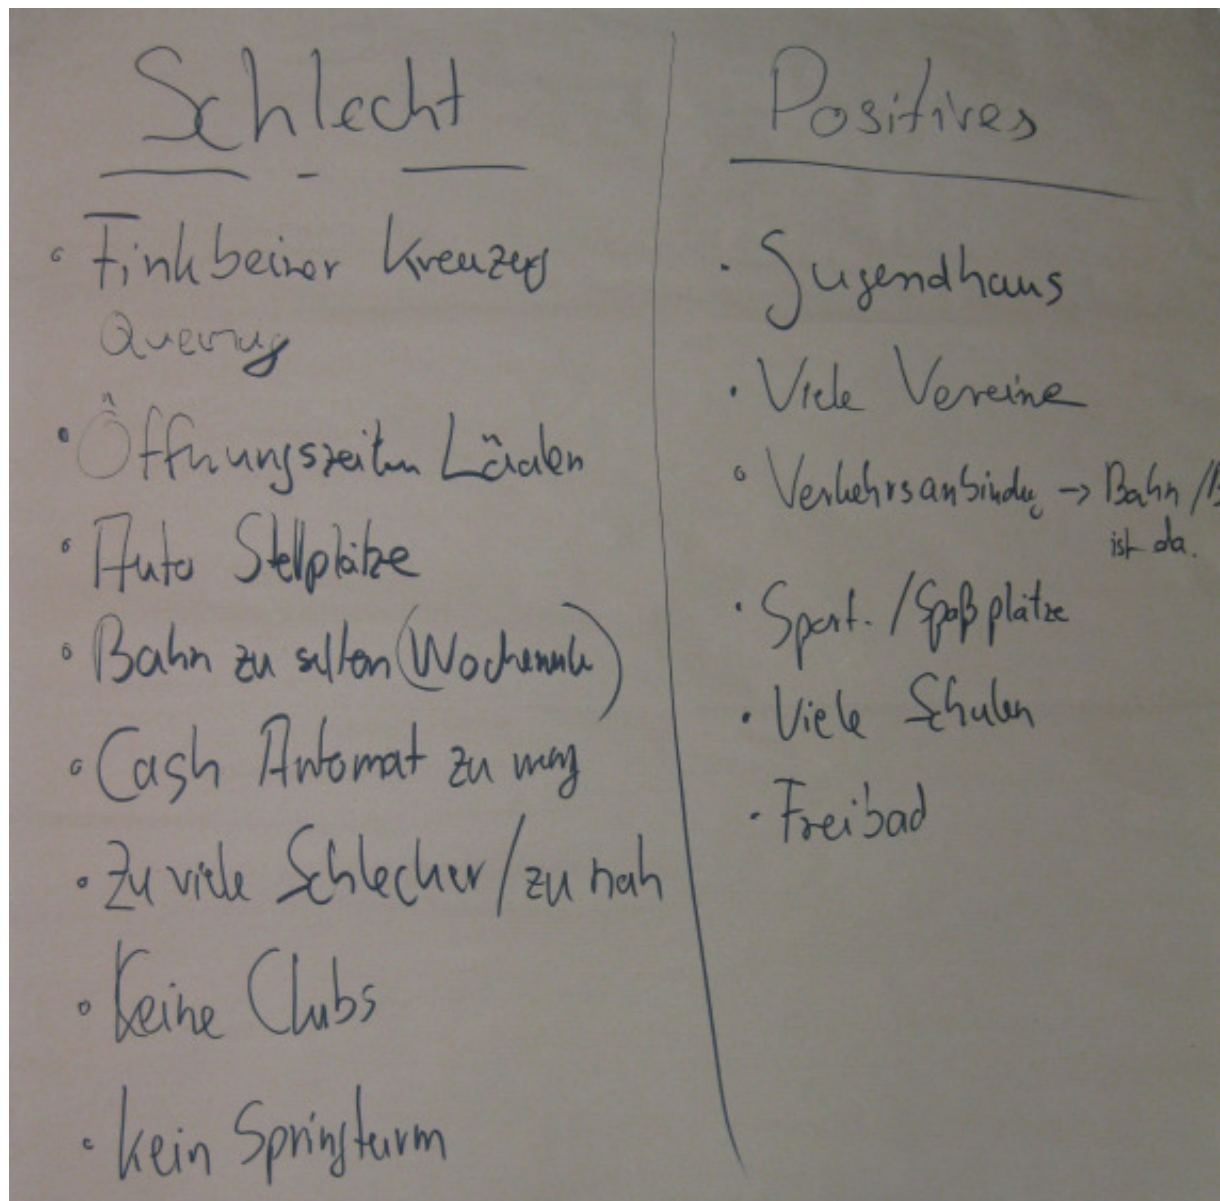 Schlecht
Finkbeiner Kreuzung
Querung
Öffnungszeiten Läden
Auto Stellplätze
Bahn zu selten (Wochenende)
Cash Automat zu wenig
Zu viele Schlecker / zu nah
Keine Clubs
kein Springturm
Positives
Jugendhaus
Viele Vereine
Verkehrsanbindung → Bahn /
ist da.
Sport- / Spaßplätze
Viele Schulen
Freibad